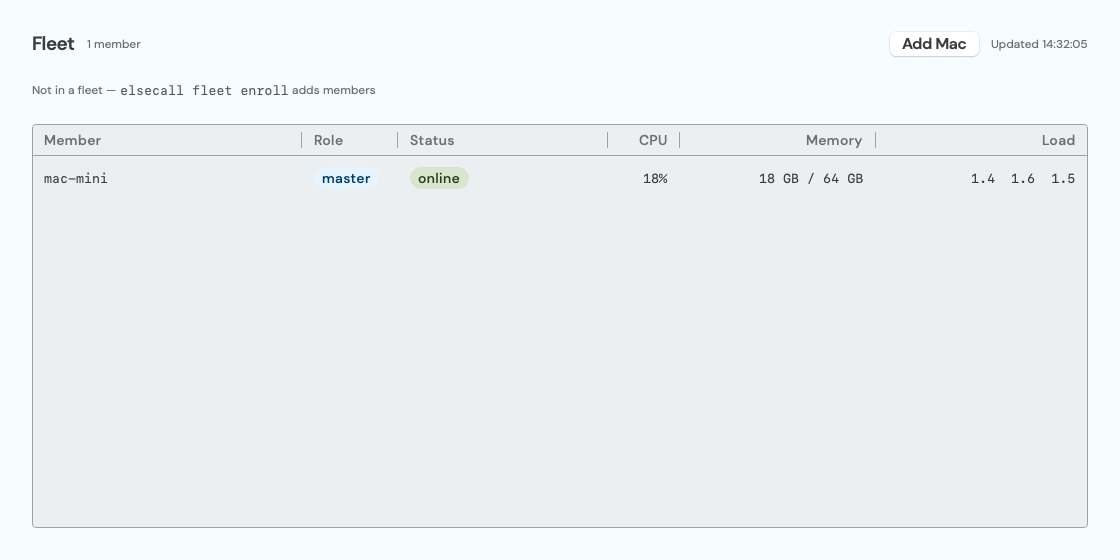 Fleet 1 member Add Mac Updated 14:32:05
Not in a fleet — elsecall fleet enroll adds members
Member Role Status CPU Memory Load
mac-mini master online 18% 18 GB / 64 GB 1.4 1.6 1.5